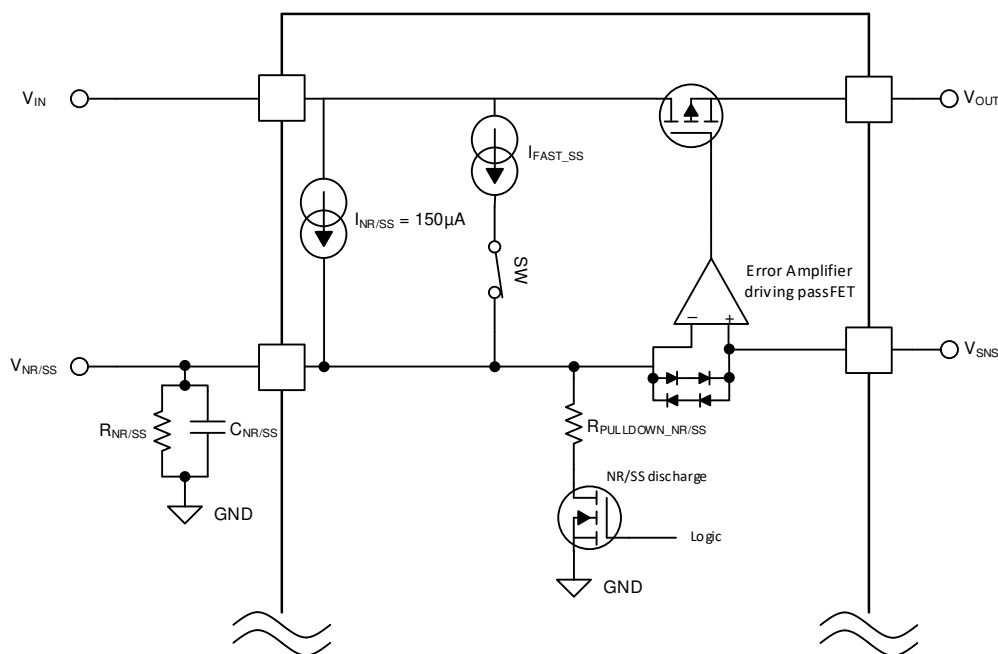 V_IN
V_OUT
I_FAST_SS
I_NR/SS = 150µA
SW
Error Amplifier
driving passFET
−
+
V_NR/SS
V_SNS
R_NR/SS
C_NR/SS
R_PULLDOWN_NR/SS
NR/SS discharge
GND
Logic
GND